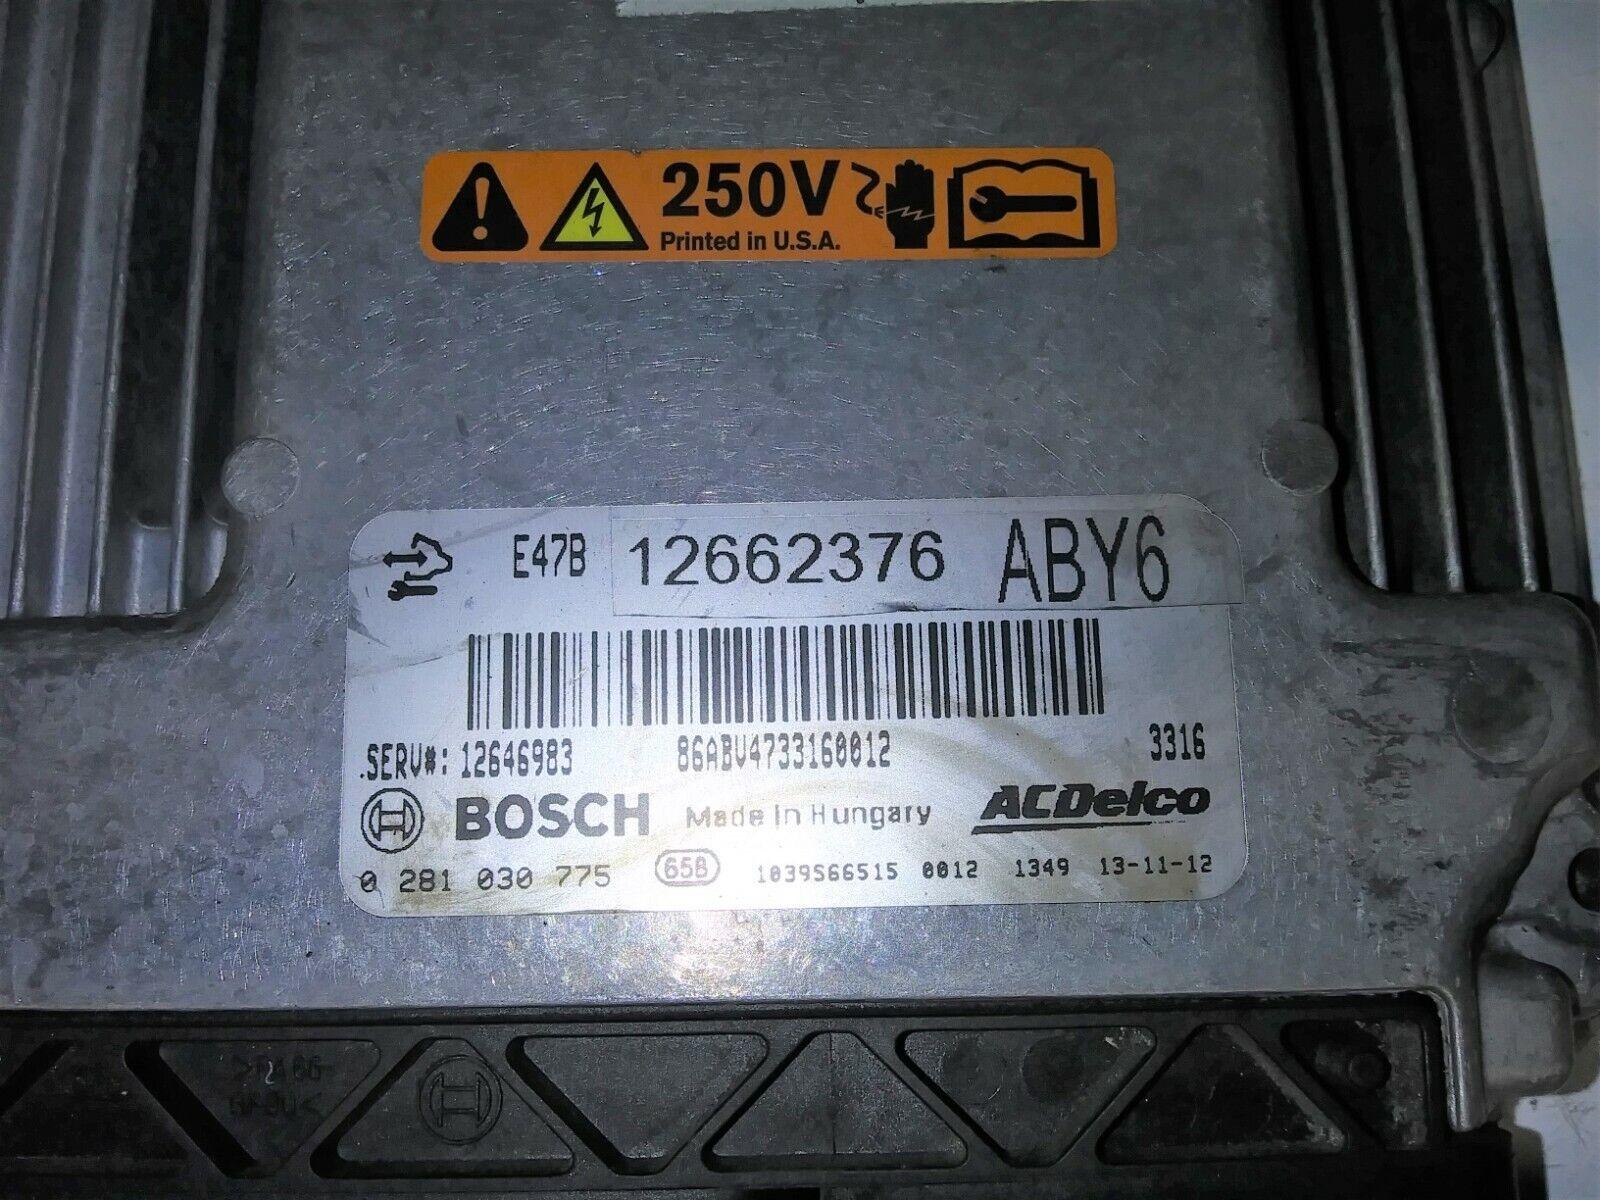 250V
Printed in U.S.A.
E47B 12662376 ABY6
.SERV#: 12646983 86ABV4733160012 3316
BOSCH Made in Hungary ACDelco
0 281 030 775 65B 1039S66515 0012 1349 13-11-12